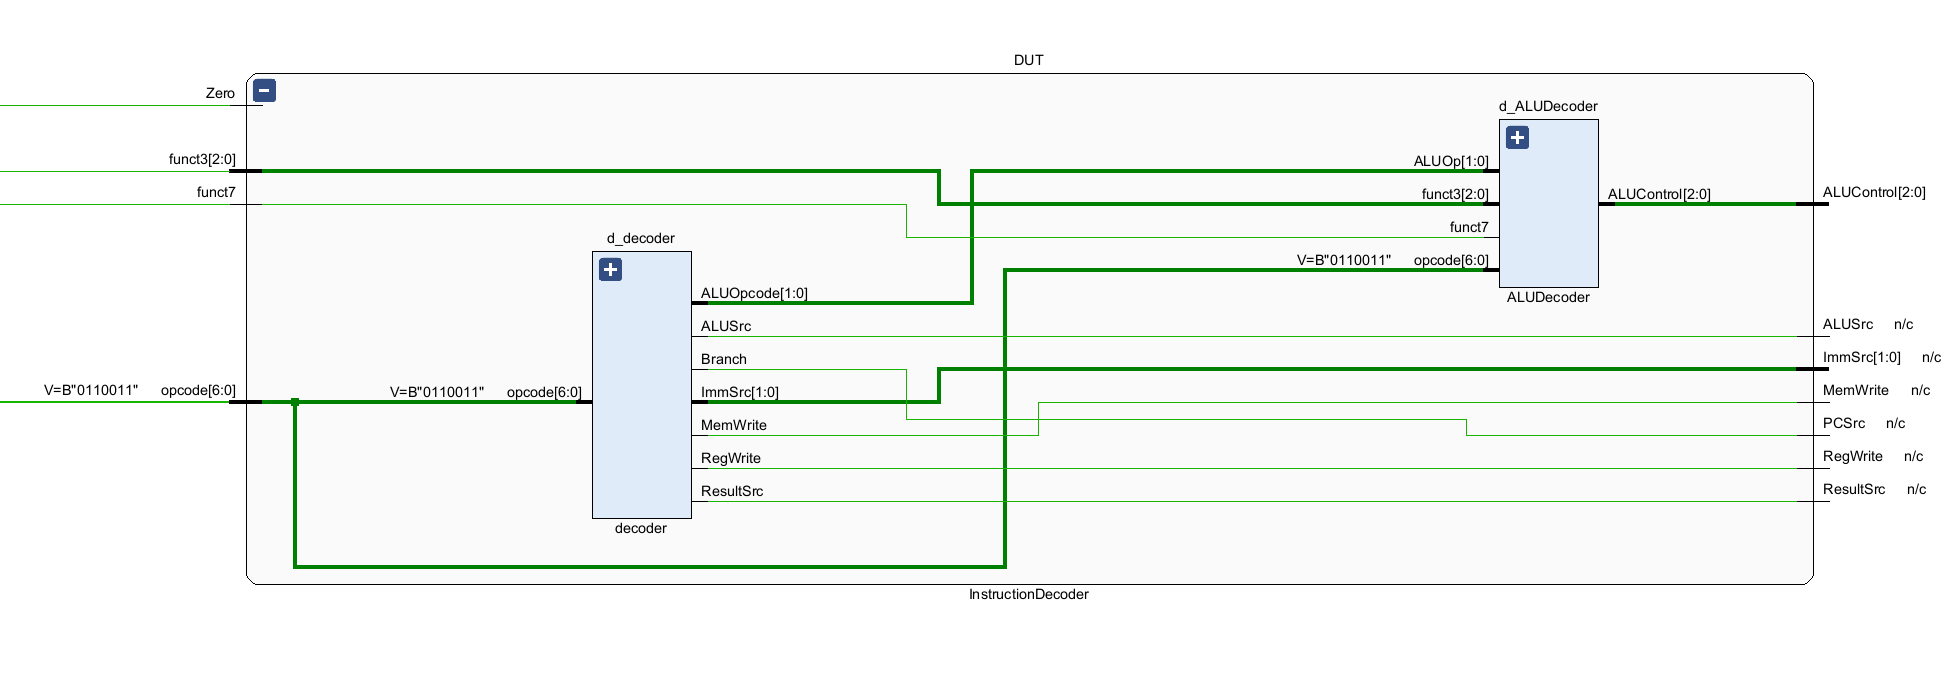 DUT
Zero
funct3[2:0]
funct7
d_ALUDecoder
ALUOp[1:0]
funct3[2:0]
funct7
V=B"0110011" opcode[6:0]
ALUControl[2:0]
ALUDecoder
ALUControl[2:0]
d_decoder
ALUOpcode[1:0]
ALUSrc
Branch
ImmSrc[1:0]
MemWrite
RegWrite
ResultSrc
decoder
V=B"0110011" opcode[6:0]
V=B"0110011" opcode[6:0]
ALUSrc n/c
ImmSrc[1:0] n/c
MemWrite n/c
PCSrc n/c
RegWrite n/c
ResultSrc n/c
InstructionDecoder